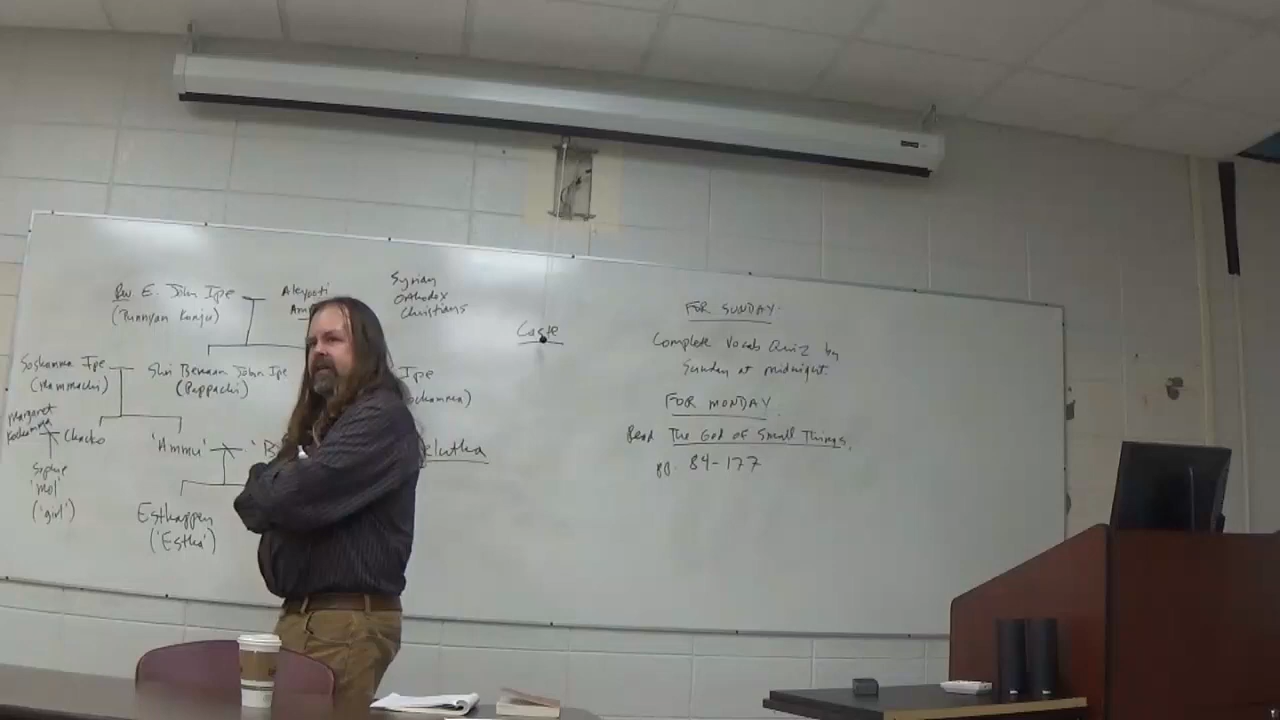 Rev E. John Ipe
(Punnyan Kunju)
Aleyooti
Syrian
Orthodox
Christians
Soshamma Ipe
(Mammachi)
Shri Benaan John Ipe
(Pappachi)
Ipe
Margaret
Kochamma
Chacko
'Ammu'
Sophie
'mol'
('girl')
Esthappen
('Estha')
Caste
FOR SUNDAY
Complete Vocab Quiz by
Sunday at midnight.
FOR MONDAY
Read The God of Small Things,
pp. 84-177